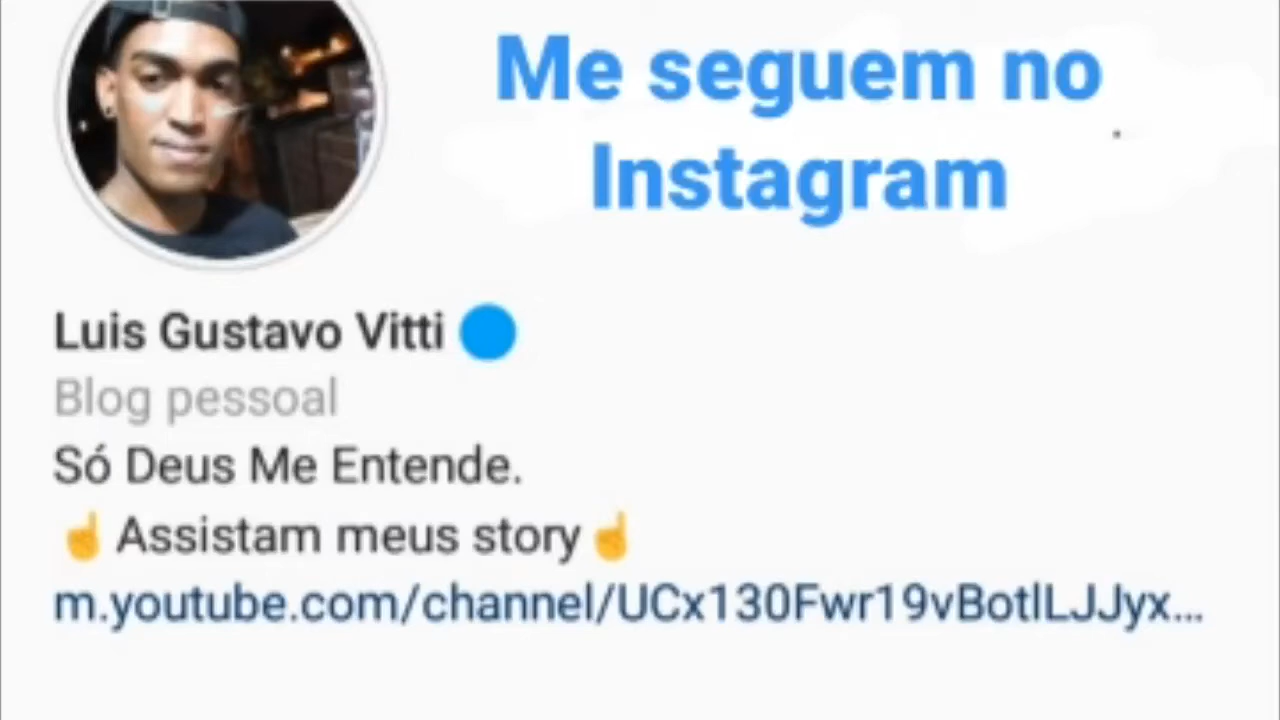 Me seguem no
Instagram
Luis Gustavo Vitti
Blog pessoal
Só Deus Me Entende.
☝Assistam meus story☝
m.youtube.com/channel/UCx130Fwr19vBotlLJJyx...